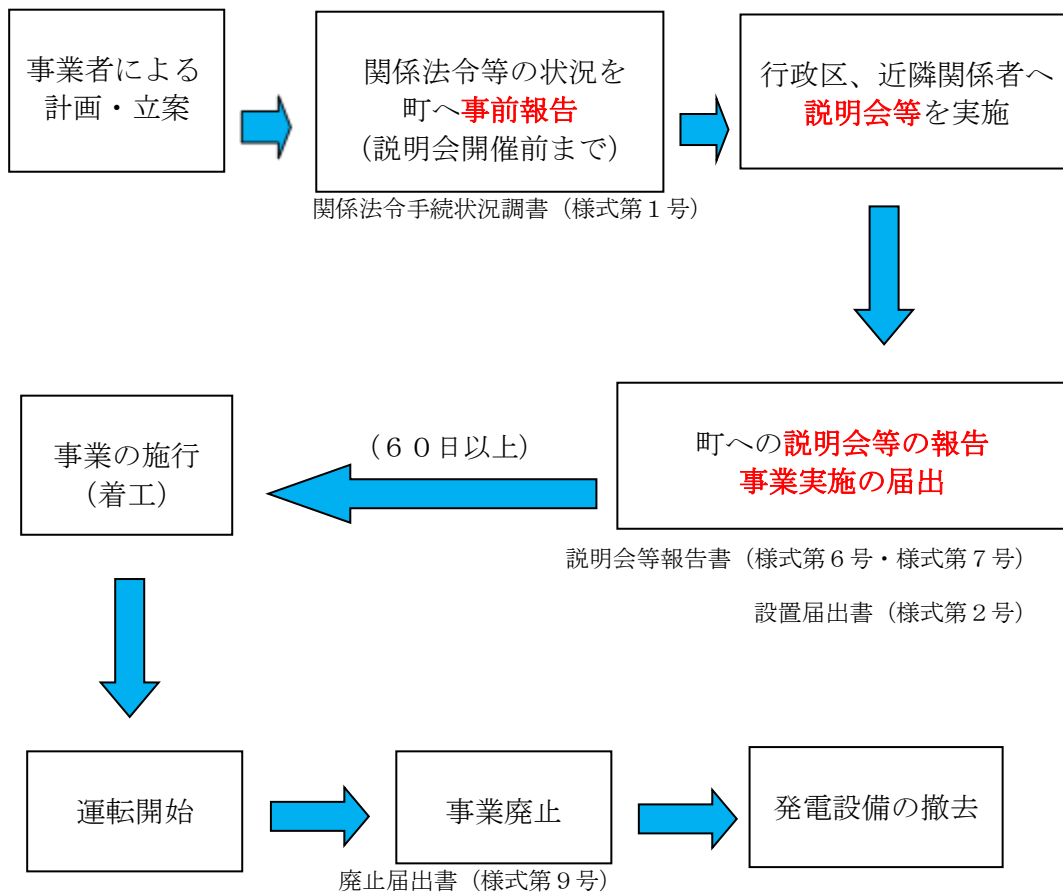 事業者による
計画・立案
関係法令等の状況を
町へ事前報告
（説明会開催前まで）
関係法令手続状況調書（様式第１号）
行政区、近隣関係者へ
説明会等を実施
町への説明会等の報告
事業実施の届出
説明会等報告書（様式第６号・様式第７号）
設置届出書（様式第２号）
（６０日以上）
事業の施行
（着工）
運転開始
事業廃止
廃止届出書（様式第９号）
発電設備の撤去